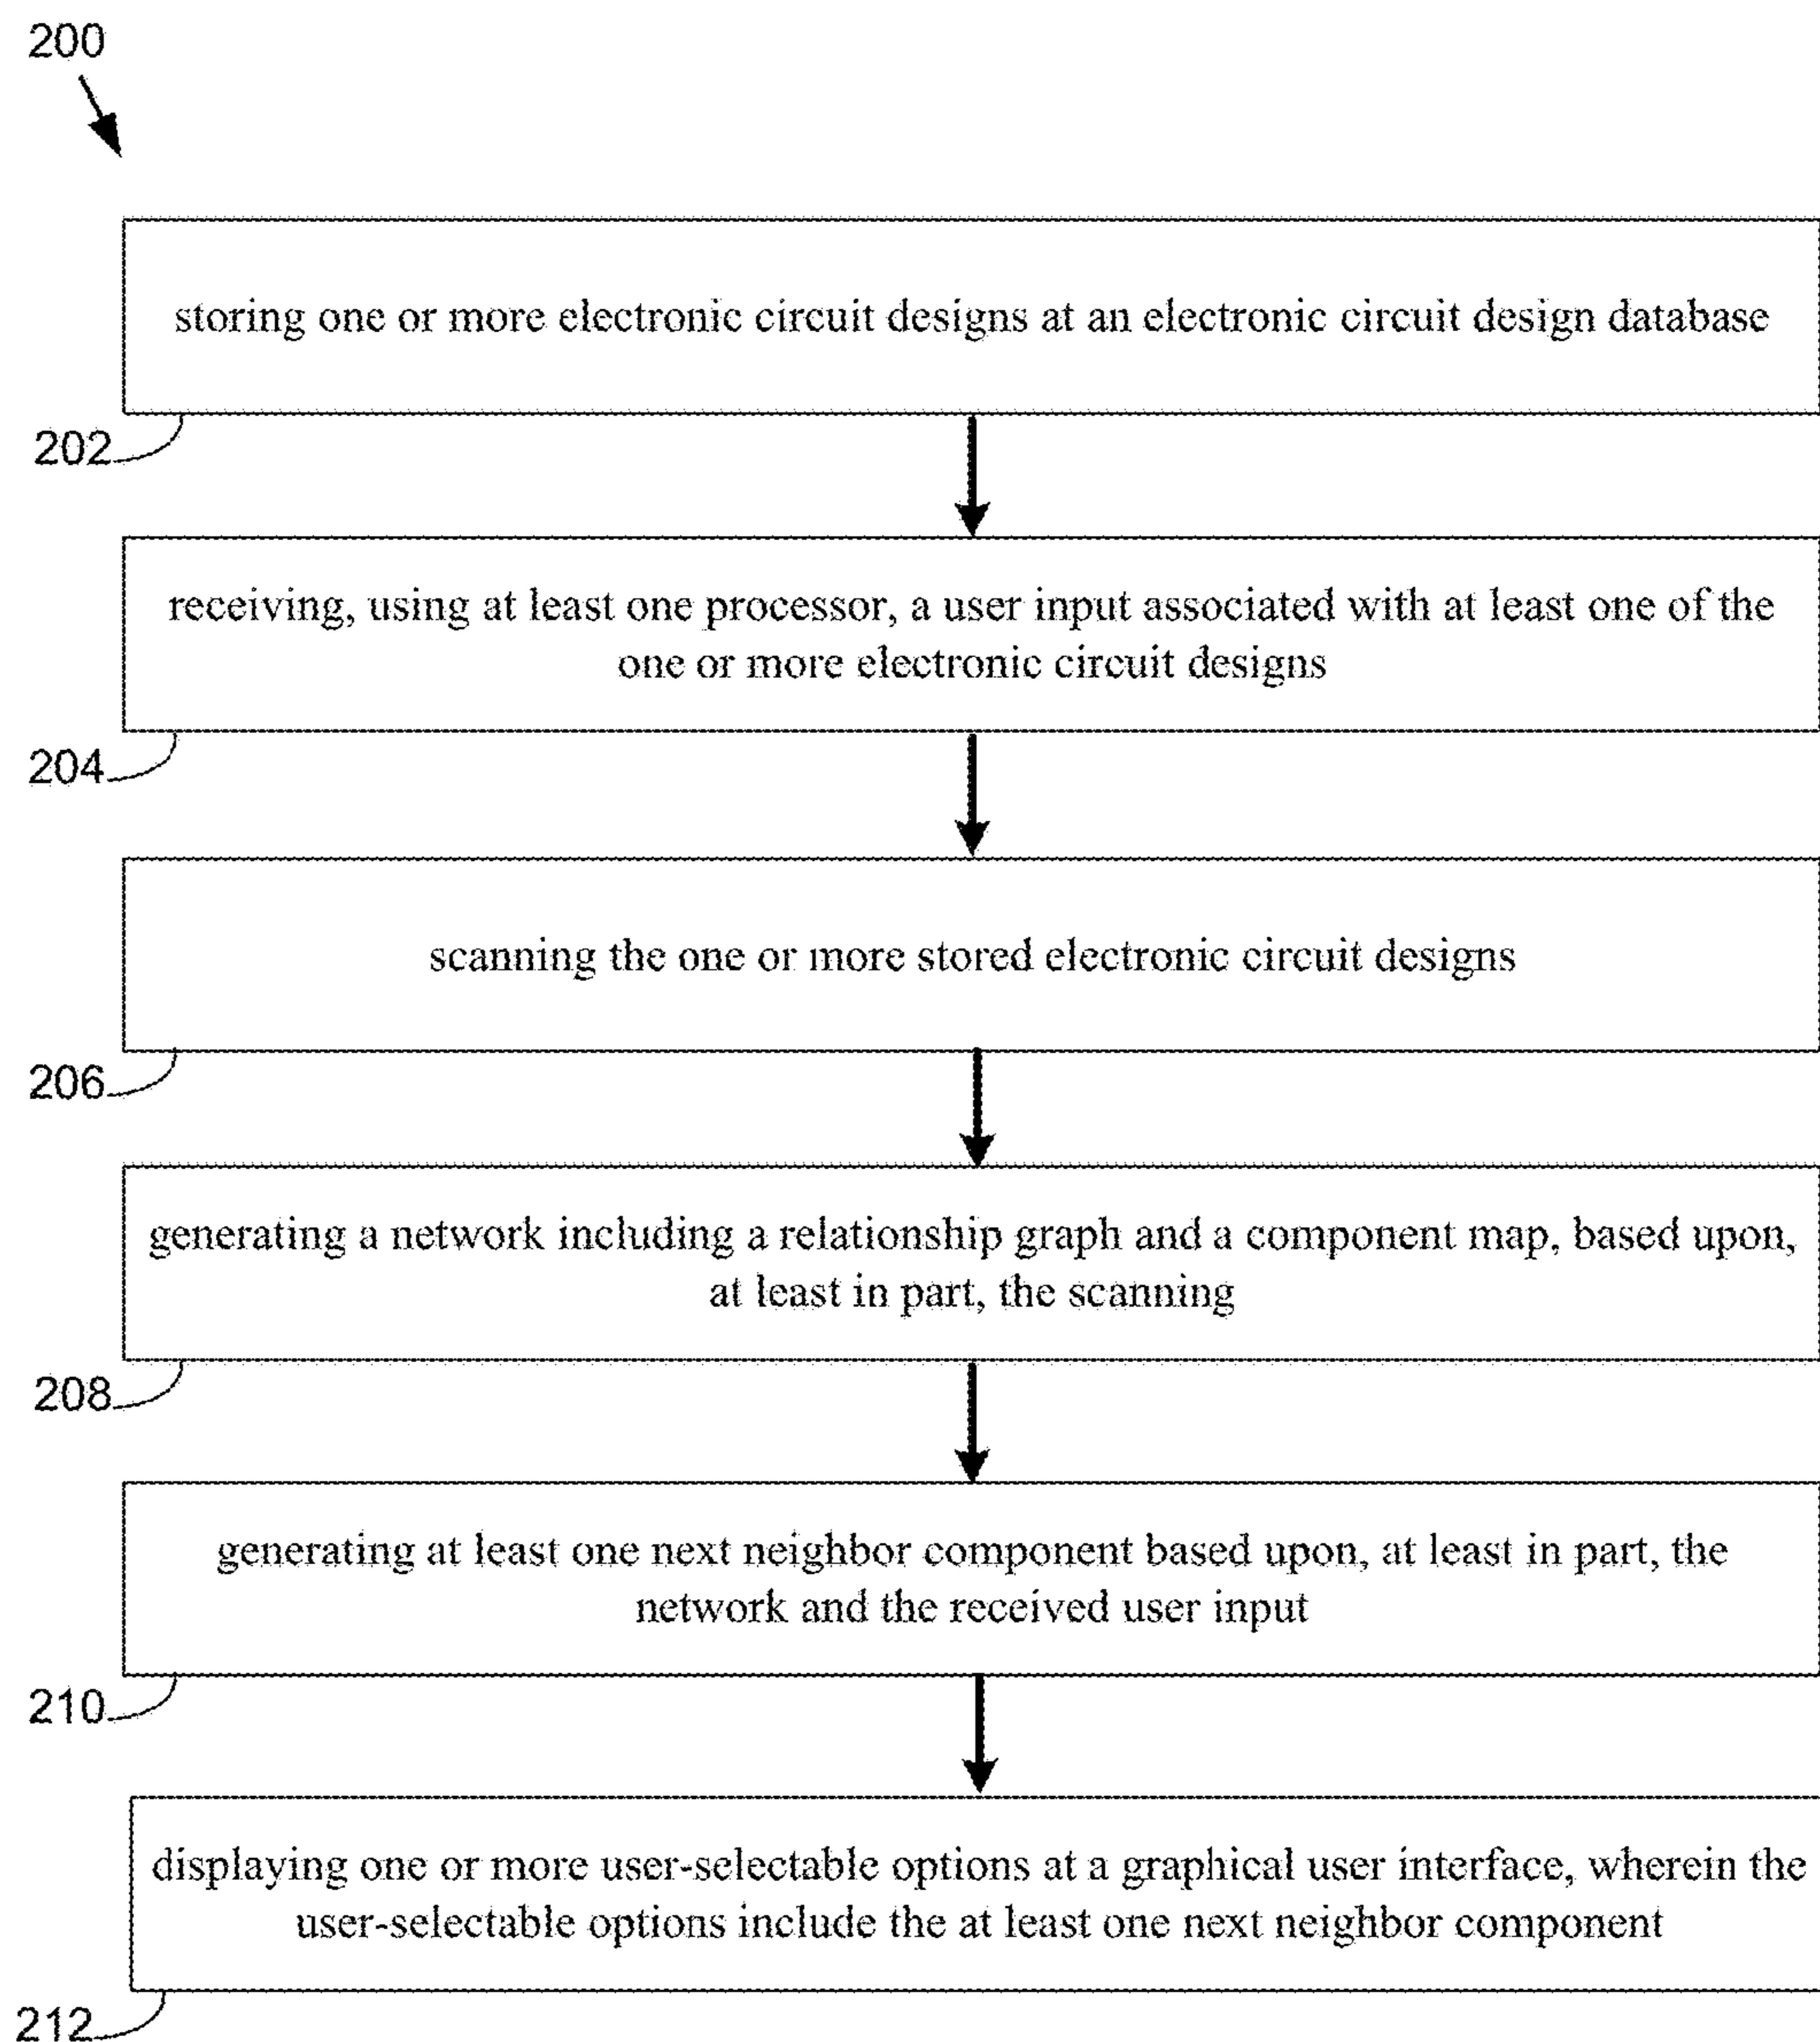 200
storing one or more electronic circuit designs at an electronic circuit design database
202
receiving, using at least one processor, a user input associated with at least one of the
one or more electronic circuit designs
204
scanning the one or more stored electronic circuit designs
206
generating a network including a relationship graph and a component map, based upon,
at least in part, the scanning
208
generating at least one next neighbor component based upon, at least in part, the
network and the received user input
210
displaying one or more user-selectable options at a graphical user interface, wherein the
user-selectable options include the at least one next neighbor component
212